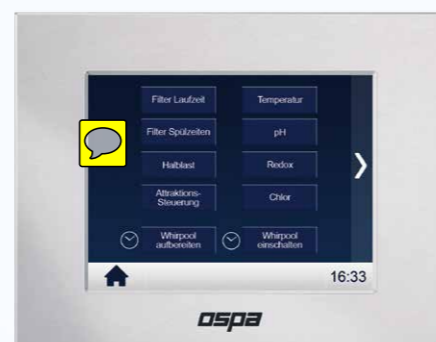 Filter Laufzeit
Temperatur
Filter Spülzeiten
pH
Halblast
Redox
Attraktions-
Steuerung
Chlor
Whirpool
aufbereiten
Whirpool
einschalten
16:33
ospa